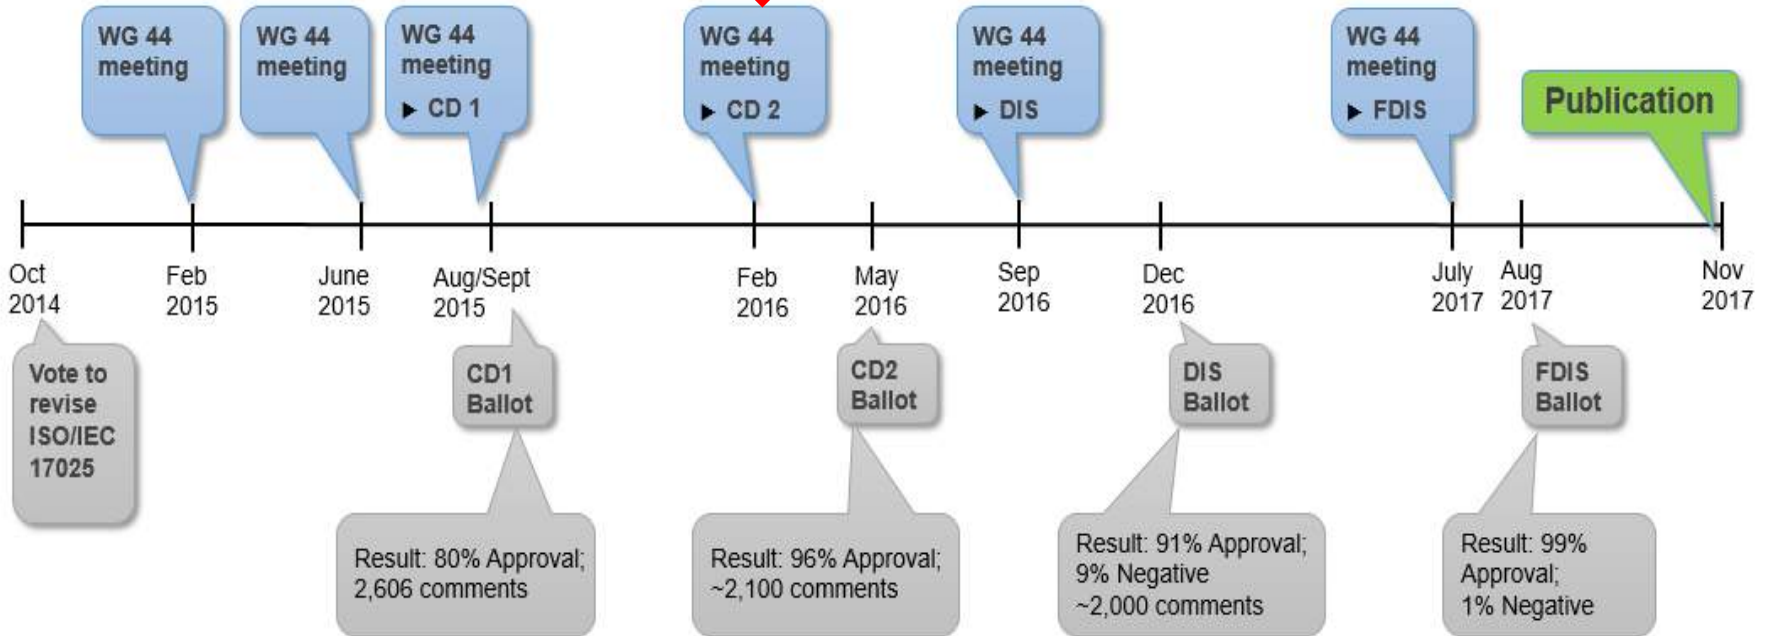 WG 44
meeting
WG 44
meeting
WG 44
meeting
► CD 1
WG 44
meeting
► CD 2
WG 44
meeting
► DIS
WG 44
meeting
► FDIS
Publication
Oct
2014
Feb
2015
June
2015
Aug/Sept
2015
Feb
2016
May
2016
Sep
2016
Dec
2016
July
2017
Aug
2017
Nov
2017
Vote to
revise
ISO/IEC
17025
CD1
Ballot
CD2
Ballot
DIS
Ballot
FDIS
Ballot
Result: 80% Approval;
2,606 comments
Result: 96% Approval;
~2,100 comments
Result: 91% Approval;
9% Negative
~2,000 comments
Result: 99%
Approval;
1% Negative